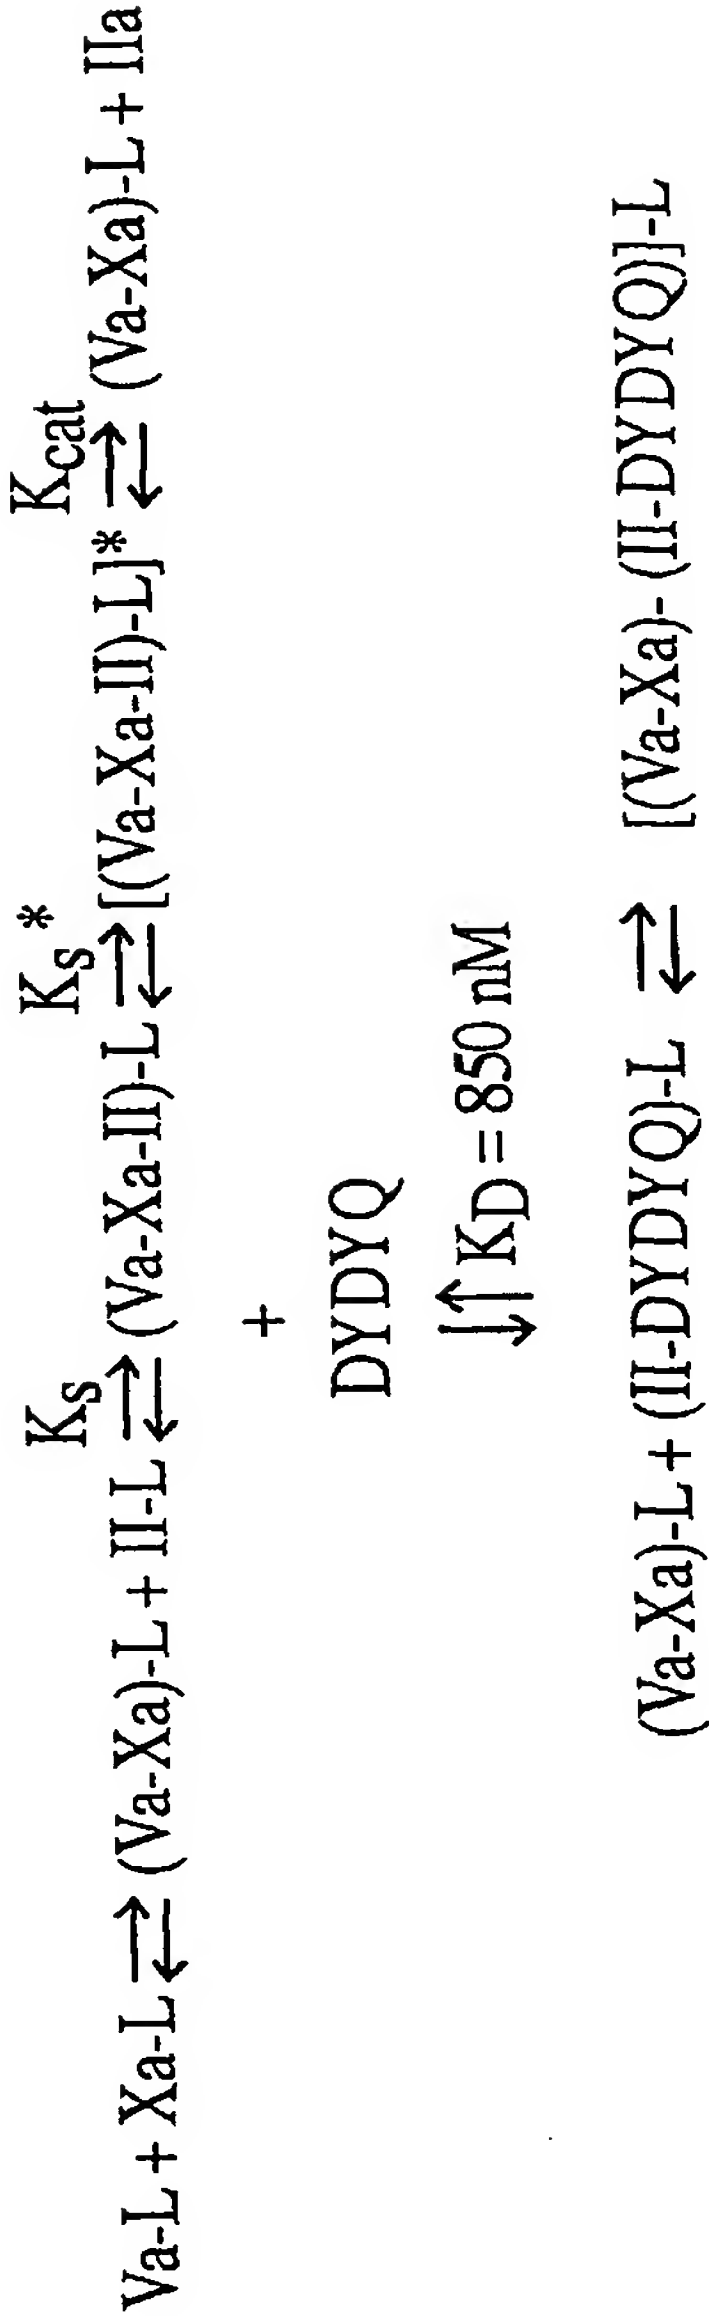 Ks Ks* Kcat
Va-L + Xa-L ⇌ (Va-Xa)-L + II-L ⇌ (Va-Xa-II)-L ⇌ [(Va-Xa-II)-L]* ⇌ (Va-Xa)-L + IIa
+
DYDYQ
⇃↾ KD = 850 nM
(Va-Xa)-L + (II-DYDYQ)-L ⇌ [(Va-Xa)- (II-DYDYQ)]-L